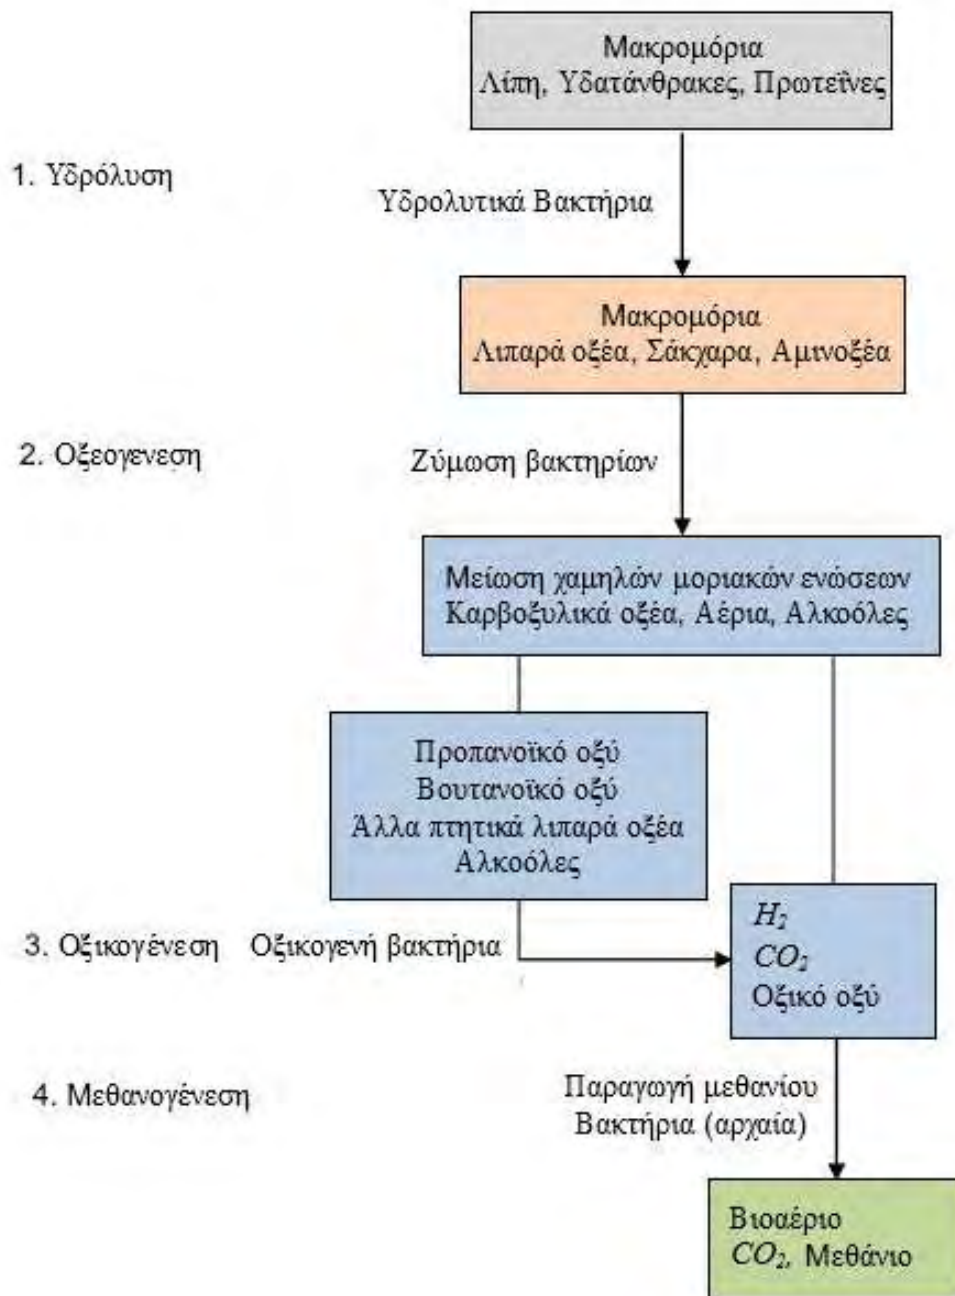 Μακρομόρια
Λίπη, Υδατάνθρακες, Πρωτεΐνες
1. Υδρόλυση
Υδρολυτικά Βακτήρια
Μακρομόρια
Λιπαρά οξέα, Σάκχαρα, Αμινοξέα
2. Οξεογενεση
Ζύμωση βακτηρίων
Μείωση χαμηλών μοριακών ενώσεων
Καρβοξυλικά οξέα, Αέρια, Αλκοόλες
Προπανοϊκό οξύ
Βουτανοϊκό οξύ
Άλλα πτητικά λιπαρά οξέα
Αλκοόλες
3. Οξικογένεση Οξικογενή βακτήρια
H₂
CO₂
Οξικό οξύ
4. Μεθανογένεση
Παραγωγή μεθανίου
Βακτήρια (αρχαία)
Βιοαέριο
CO₂, Μεθάνιο